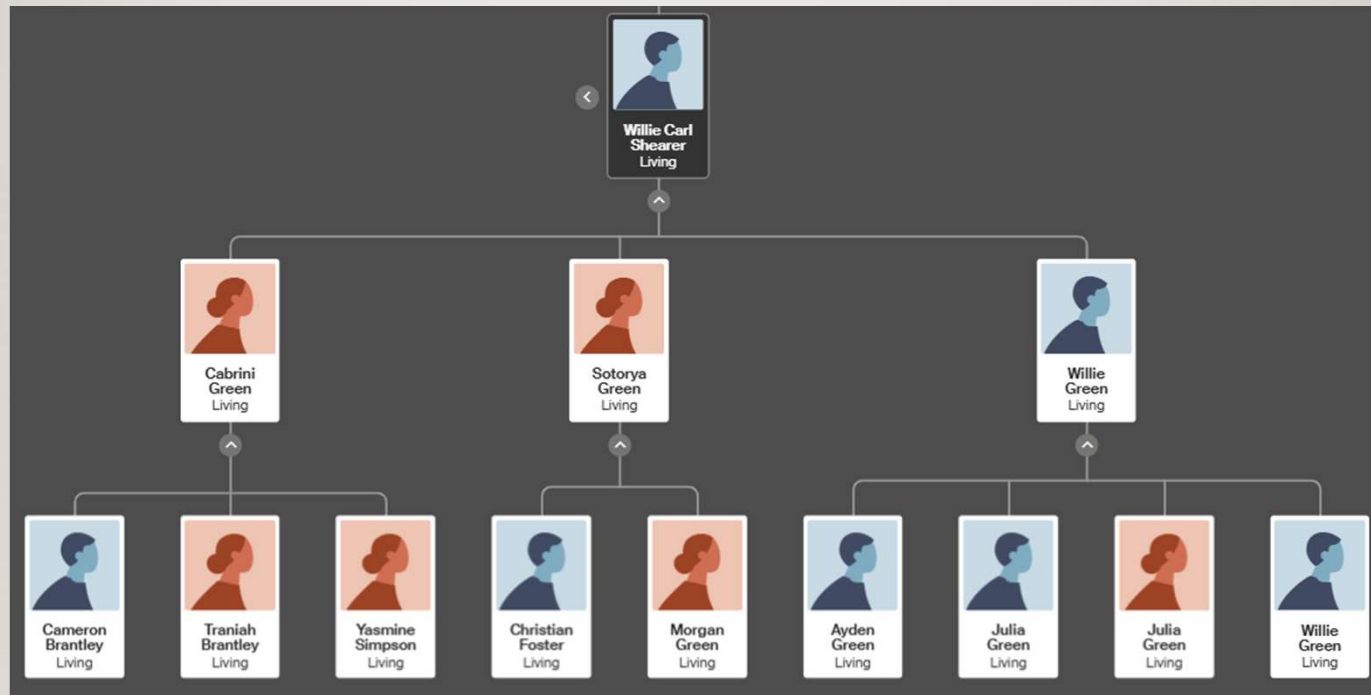 Willie Carl
Shearer
Living
Cabrini
Green
Living
Sotorya
Green
Living
Willie
Green
Living
Cameron
Brantley
Living
Traniah
Brantley
Living
Yasmine
Simpson
Living
Christian
Foster
Living
Morgan
Green
Living
Ayden
Green
Living
Julia
Green
Living
Julia
Green
Living
Willie
Green
Living